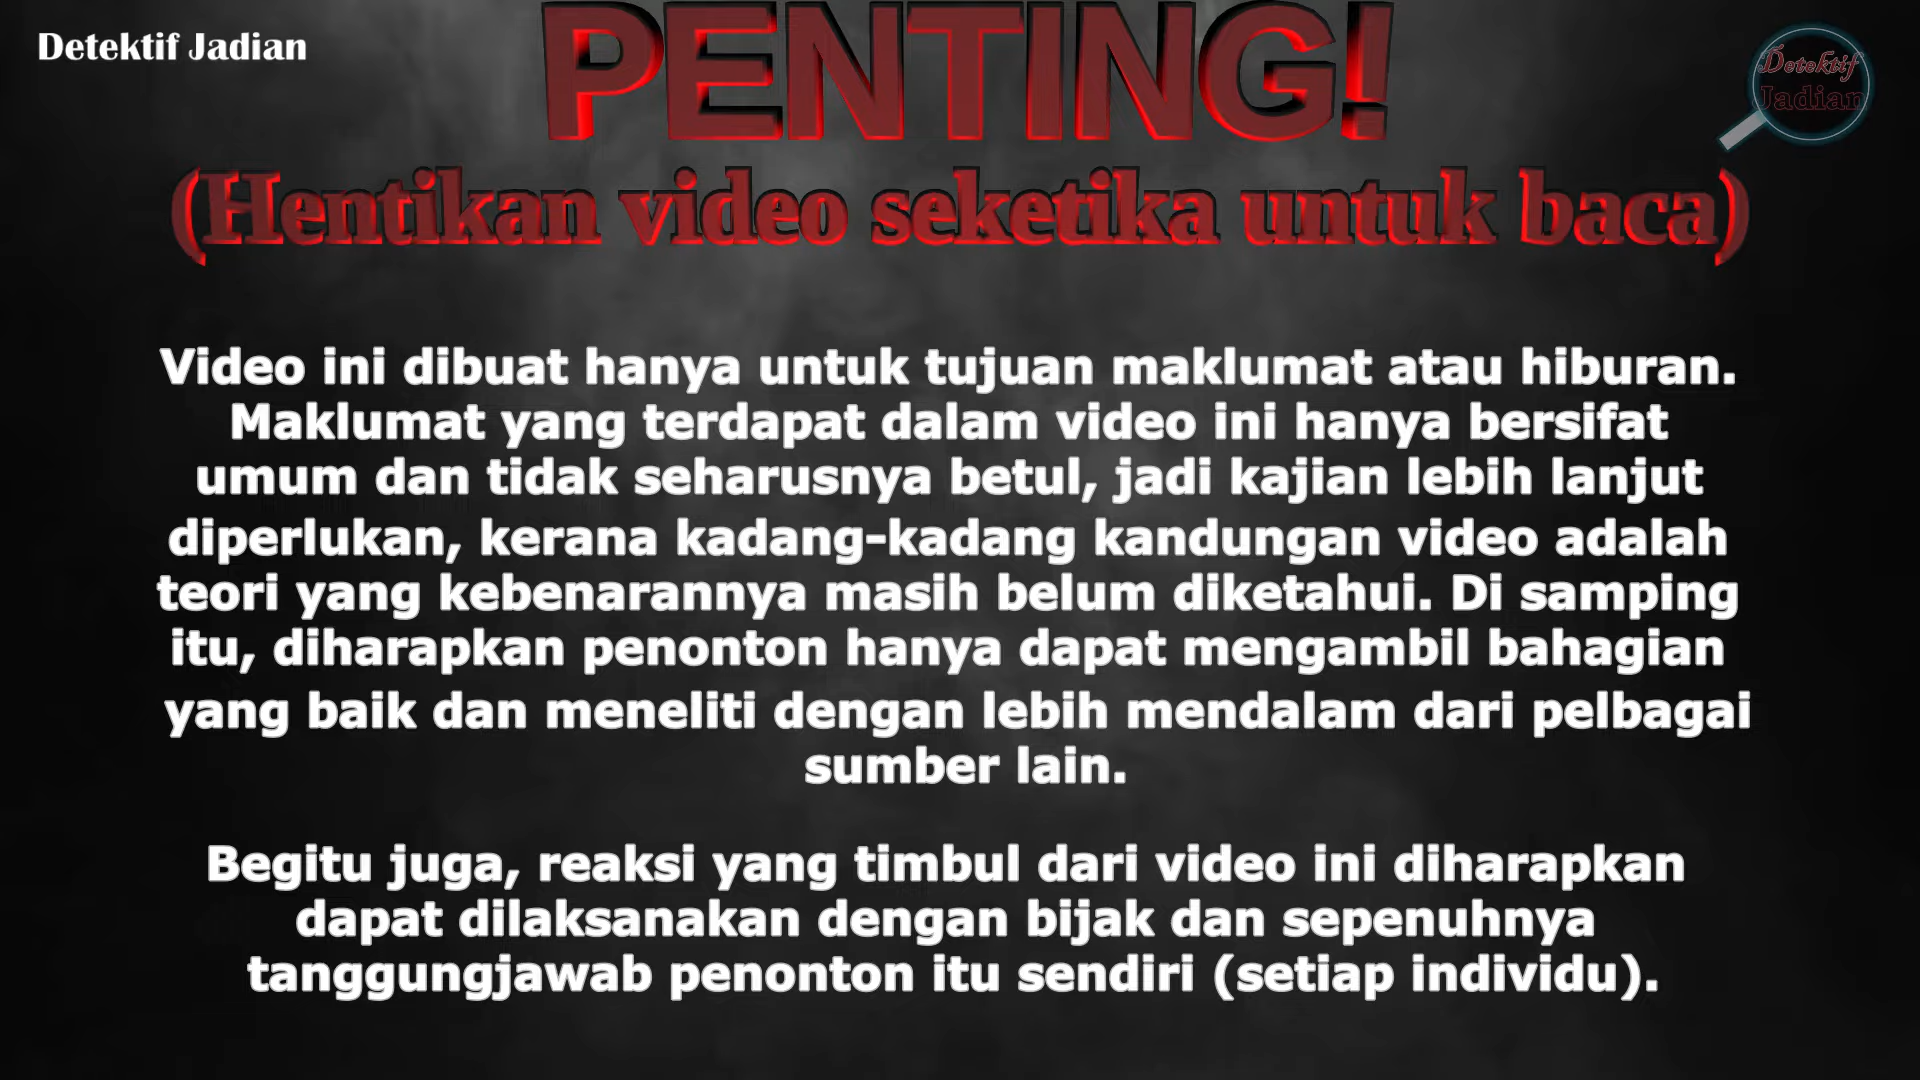 Detektif Jadian
PENTING!
Detektif
Jadian
(Hentikan video seketika untuk baca)
Video ini dibuat hanya untuk tujuan maklumat atau hiburan.
Maklumat yang terdapat dalam video ini hanya bersifat
umum dan tidak seharusnya betul, jadi kajian lebih lanjut
diperlukan, kerana kadang-kadang kandungan video adalah
teori yang kebenarannya masih belum diketahui. Di samping
itu, diharapkan penonton hanya dapat mengambil bahagian
yang baik dan meneliti dengan lebih mendalam dari pelbagai
sumber lain.
Begitu juga, reaksi yang timbul dari video ini diharapkan
dapat dilaksanakan dengan bijak dan sepenuhnya
tanggungjawab penonton itu sendiri (setiap individu).